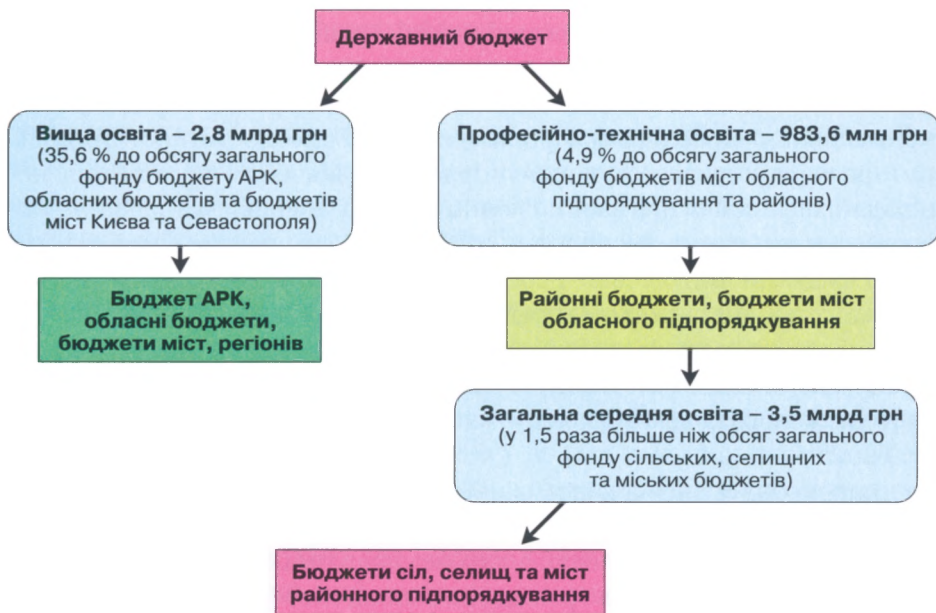 Державний бюджет
Вища освіта – 2,8 млрд грн
(35,6 % до обсягу загального
фонду бюджету АРК,
обласних бюджетів та бюджетів
міст Києва та Севастополя)
Професійно-технічна освіта – 983,6 млн грн
(4,9 % до обсягу загального
фонду бюджетів міст обласного
підпорядкування та районів)
Бюджет АРК,
обласні бюджети,
бюджети міст, регіонів
Районні бюджети, бюджети міст
обласного підпорядкування
Загальна середня освіта – 3,5 млрд грн
(у 1,5 раза більше ніж обсяг загального
фонду сільських, селищних
та міських бюджетів)
Бюджети сіл, селищ та міст
районного підпорядкування